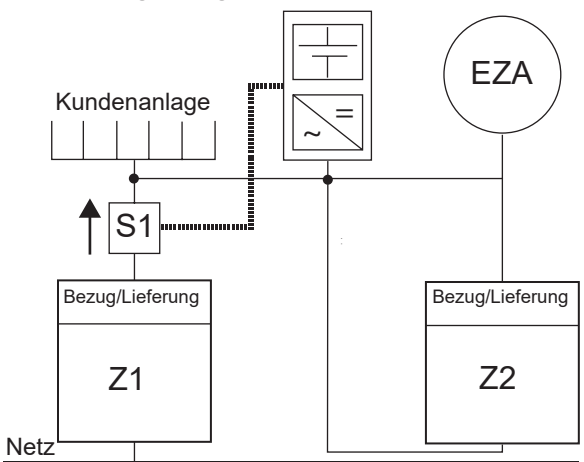 EZA
Kundenanlage
= ~
S1
Bezug/Lieferung
Bezug/Lieferung
Z1
Z2
Netz